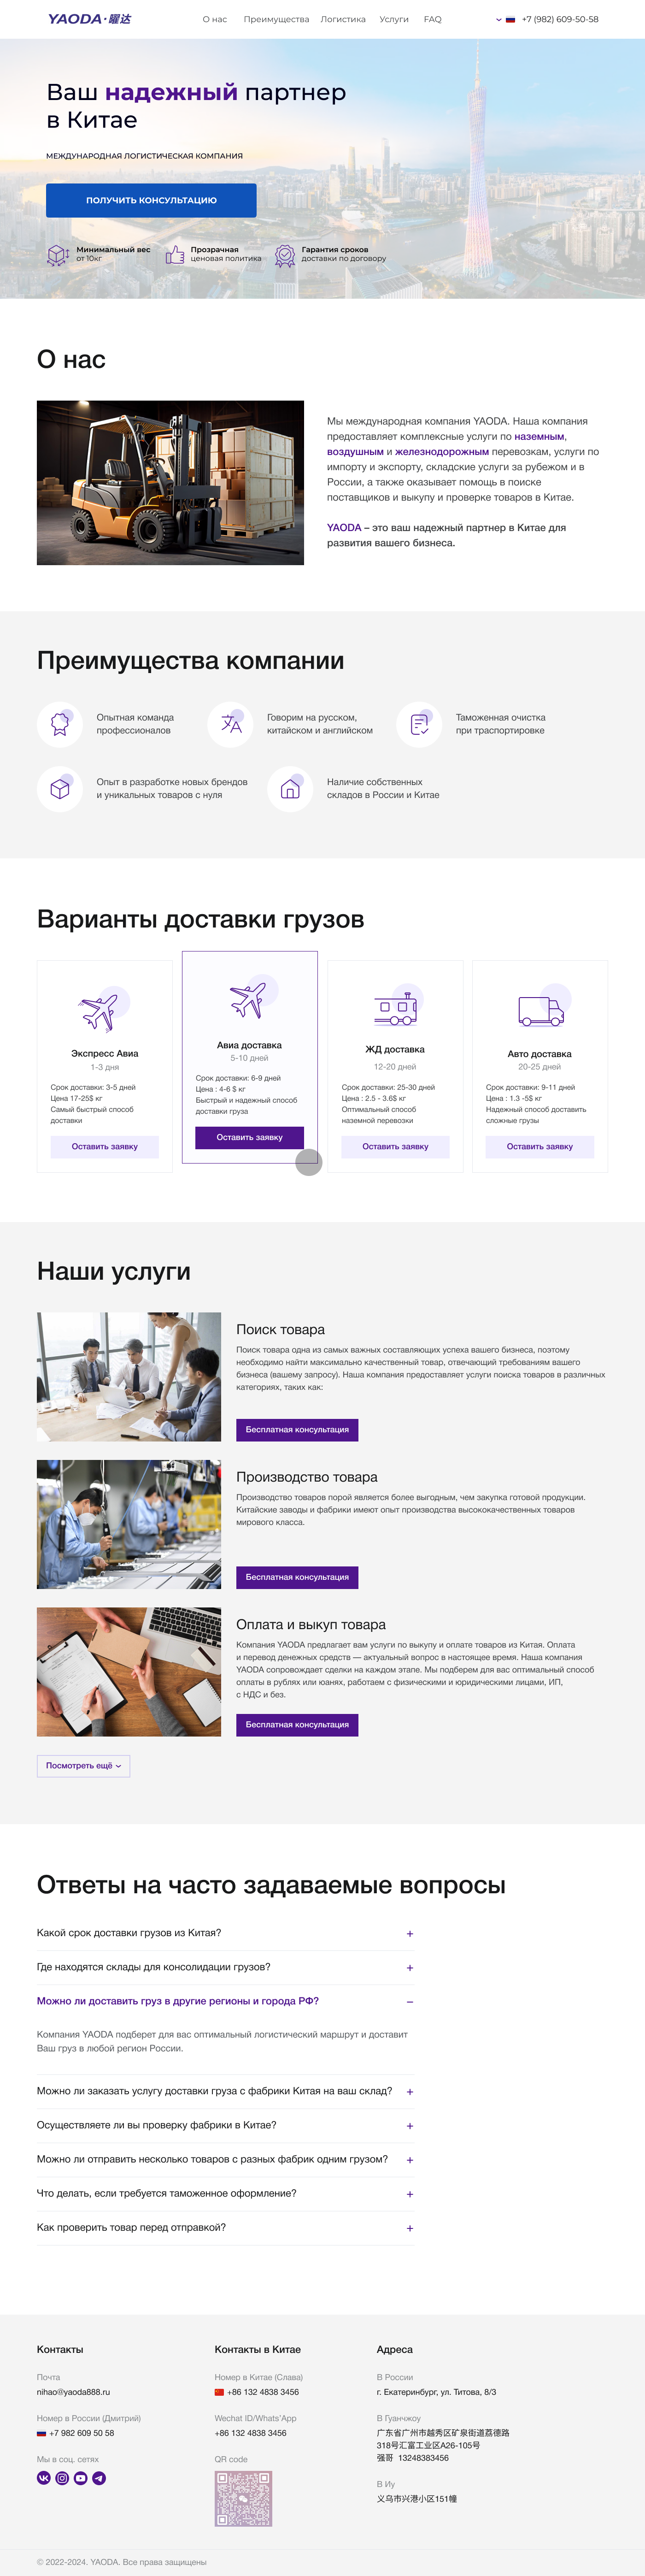 YAODA·曜达
О нас
Преимущества
Логистика
Услуги
FAQ
+7 (982) 609-50-58
Ваш надежный партнер
в Китае
МЕЖДУНАРОДНАЯ ЛОГИСТИЧЕСКАЯ КОМПАНИЯ
ПОЛУЧИТЬ КОНСУЛЬТАЦИЮ
Минимальный вес
от 10кг
Прозрачная
ценовая политика
Гарантия сроков
доставки по договору
О нас
Мы международная компания YAODA. Наша компания
предоставляет комплексные услуги по наземным,
воздушным и железнодорожным перевозкам, услуги по
импорту и экспорту, складские услуги за рубежом и в
России, а также оказывает помощь в поиске
поставщиков и выкупу и проверке товаров в Китае.
YAODA – это ваш надежный партнер в Китае для
развития вашего бизнеса.
Преимущества компании
Опытная команда
профессионалов
Говорим на русском,
китайском и английском
Таможенная очистка
при траспортировке
Опыт в разработке новых брендов
и уникальных товаров с нуля
Наличие собственных
складов в России и Китае
Варианты доставки грузов
Экспресс Авиа
1-3 дня
Срок доставки: 3-5 дней
Цена 17-25$ кг
Самый быстрый способ
доставки
Оставить заявку
Авиа доставка
5-10 дней
Срок доставки: 6-9 дней
Цена : 4-6 $ кг
Быстрый и надежный способ
доставки груза
Оставить заявку
ЖД доставка
12-20 дней
Срок доставки: 25-30 дней
Цена : 2.5 - 3.6$ кг
Оптимальный способ
наземной перевозки
Оставить заявку
Авто доставка
20-25 дней
Срок доставки: 9-11 дней
Цена : 1.3 -5$ кг
Надежный способ доставить
сложные грузы
Оставить заявку
Наши услуги
Поиск товара
Поиск товара одна из самых важных составляющих успеха вашего бизнеса, поэтому
необходимо найти максимально качественный товар, отвечающий требованиям вашего
бизнеса (вашему запросу). Наша компания предоставляет услуги поиска товаров в различных
категориях, таких как:
Бесплатная консультация
Производство товара
Производство товаров порой является более выгодным, чем закупка готовой продукции.
Китайские заводы и фабрики имеют опыт производства высококачественных товаров
мирового класса.
Бесплатная консультация
Оплата и выкуп товара
Компания YAODA предлагает вам услуги по выкупу и оплате товаров из Китая. Оплата
и перевод денежных средств — актуальный вопрос в настоящее время. Наша компания
YAODA сопровождает сделки на каждом этапе. Мы подберем для вас оптимальный способ
оплаты в рублях или юанях, работаем с физическими и юридическими лицами, ИП,
с НДС и без.
Бесплатная консультация
Посмотреть ещё
Ответы на часто задаваемые вопросы
Какой срок доставки грузов из Китая?
Где находятся склады для консолидации грузов?
Можно ли доставить груз в другие регионы и города РФ?
Компания YAODA подберет для вас оптимальный логистический маршрут и доставит
Ваш груз в любой регион России.
Можно ли заказать услугу доставки груза с фабрики Китая на ваш склад?
Осуществляете ли вы проверку фабрики в Китае?
Можно ли отправить несколько товаров с разных фабрик одним грузом?
Что делать, если требуется таможенное оформление?
Как проверить товар перед отправкой?
Контакты
Почта
nihao@yaoda888.ru
Номер в России (Дмитрий)
+7 982 609 50 58
Мы в соц. сетях
Контакты в Китае
Номер в Китае (Слава)
+86 132 4838 3456
Wechat ID/Whats'App
+86 132 4838 3456
QR code
Адреса
В России
г. Екатеринбург, ул. Титова, 8/3
В Гуанчжоу
广东省广州市越秀区矿泉街道荔德路
318号汇富工业区A26-105号
强哥 13248383456
В Иу
义乌市兴港小区151幢
© 2022-2024. YAODA. Все права защищены